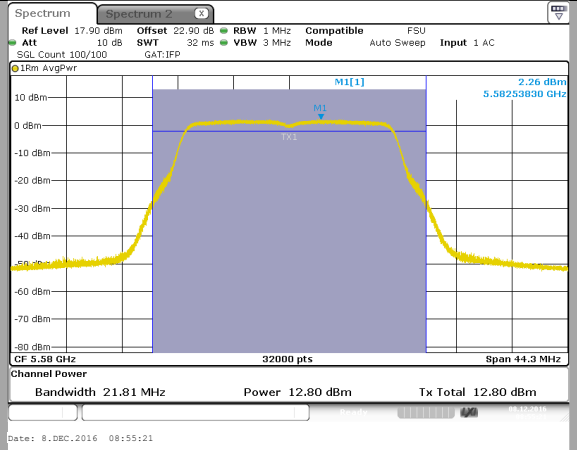 Spectrum Spectrum 2 X
Ref Level 17.90 dBm Offset 22.90 dB RBW 1 MHz Compatible FSU
Att 10 dB SWT 32 ms VBW 3 MHz Mode Auto Sweep Input 1 AC
SGL Count 100/100 GAT:IFP
1Rm AvgPwr
M1[1] 2.26 dBm
5.58253830 GHz
10 dBm
M1
0 dBm
TX1
-10 dBm
-20 dBm
-30 dBm
-40 dBm
-50 dBm
-60 dBm
-70 dBm
-80 dBm
CF 5.58 GHz 32000 pts Span 44.3 MHz
Channel Power
Bandwidth 21.81 MHz Power 12.80 dBm Tx Total 12.80 dBm
Ready 08.12.2016
Date: 8.DEC.2016 08:55:21